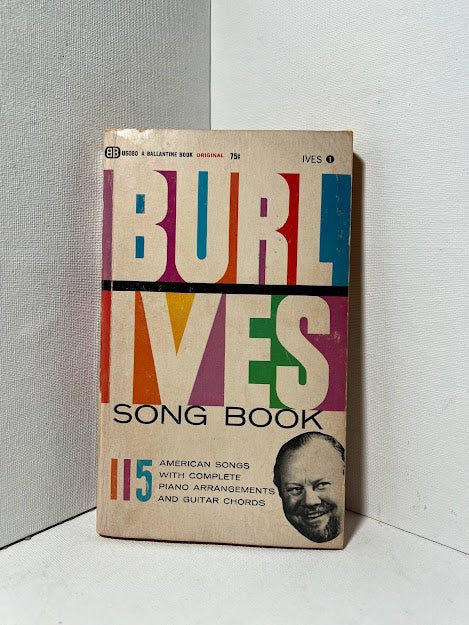 BB U5080 A BALLANTINE BOOK ORIGINAL 75¢ IVES 1
BURL
IVES
SONG BOOK
115 AMERICAN SONGS
WITH COMPLETE
PIANO ARRANGEMENTS
AND GUITAR CHORDS